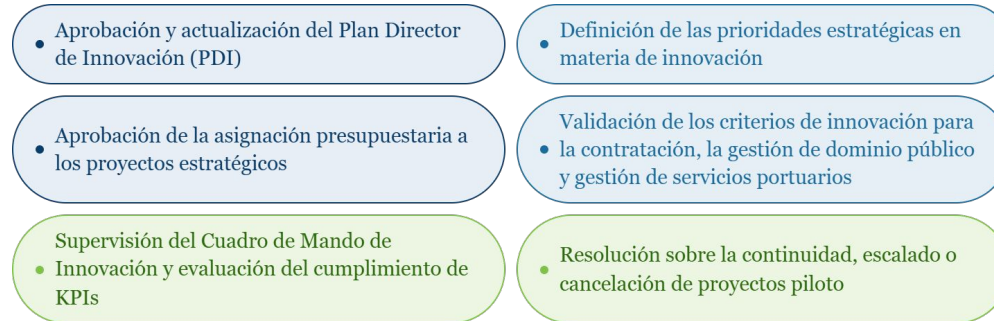 • Aprobación y actualización del Plan Director
de Innovación (PDI)
• Definición de las prioridades estratégicas en
materia de innovación
• Aprobación de la asignación presupuestaria a
los proyectos estratégicos
• Validación de los criterios de innovación para
la contratación, la gestión de dominio público
y gestión de servicios portuarios
• Supervisión del Cuadro de Mando de
Innovación y evaluación del cumplimiento de
KPIs
• Resolución sobre la continuidad, escalado o
cancelación de proyectos piloto